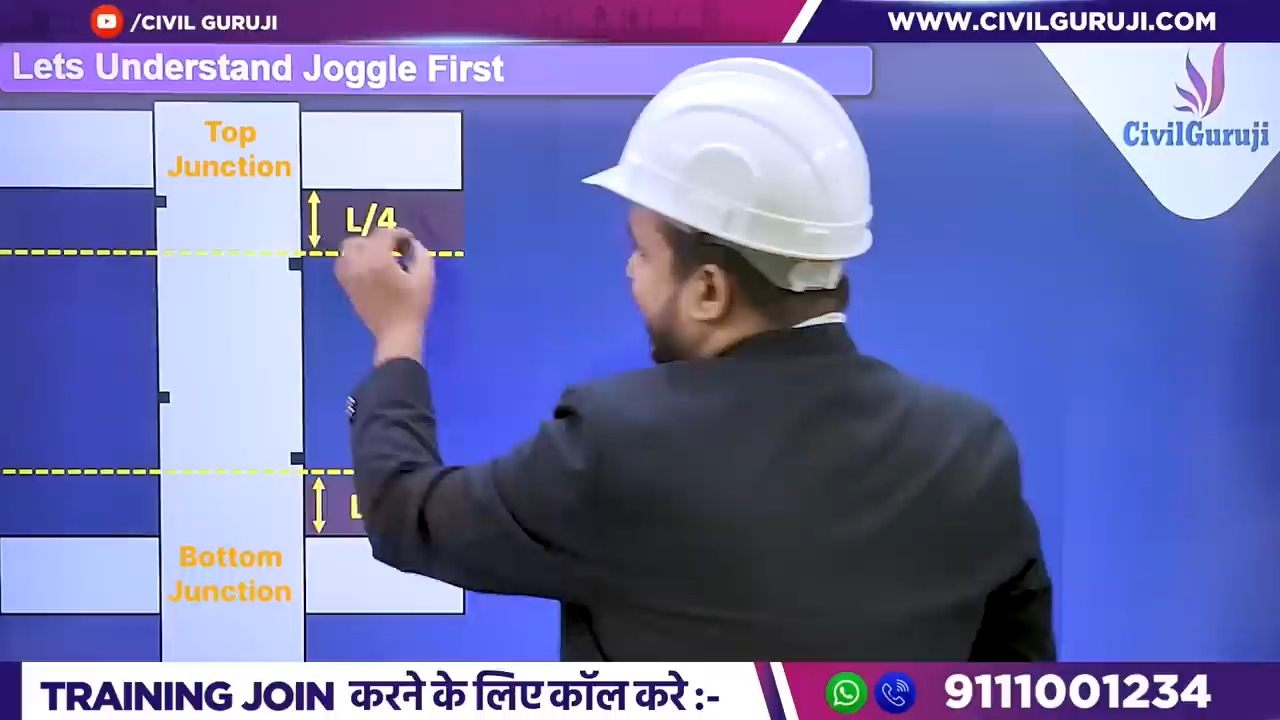 /CIVIL GURUJI
WWW.CIVILGURUJI.COM
Lets Understand Joggle First
CivilGuruji
Top
Junction
L/4
L
Bottom
Junction
TRAINING JOIN करने के लिए कॉल करे :-
9111001234